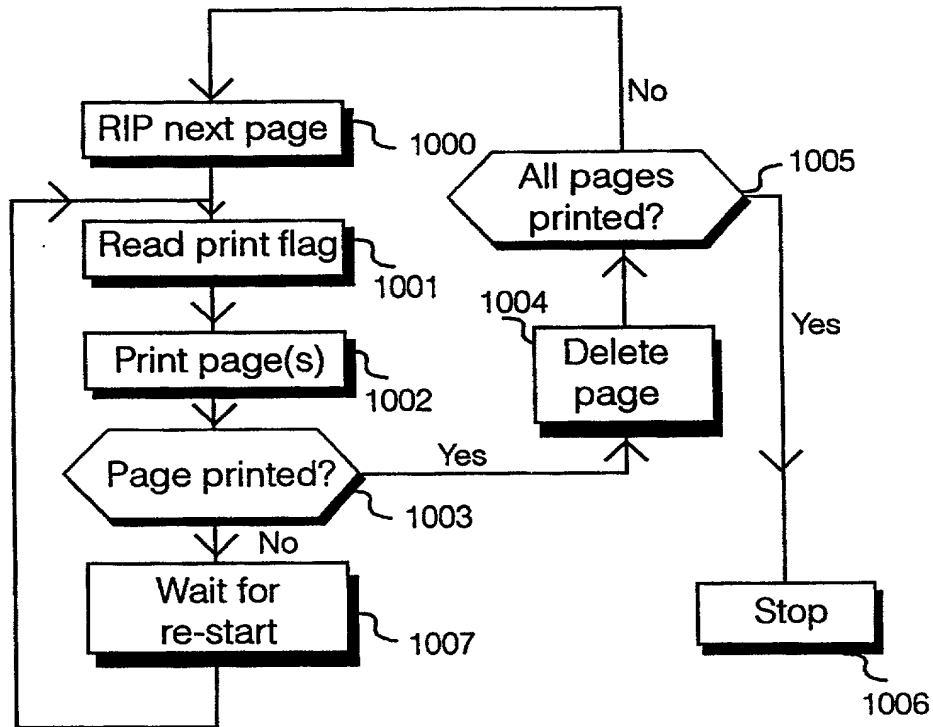 No
RIP next page
1000
All pages
printed?
1005
Read print flag
1001
1004
Yes
Print page(s)
1002
Delete
page
Page printed?
Yes
1003
No
Wait for
re-start
1007
Stop
1006